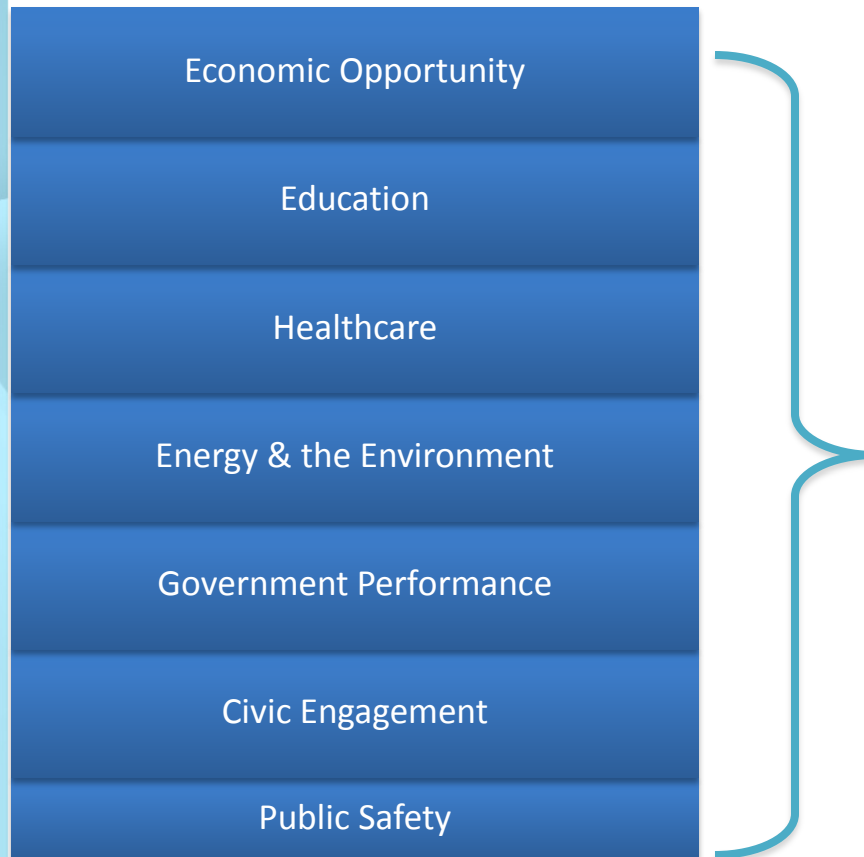 Economic Opportunity
Education
Healthcare
Energy & the Environment
Government Performance
Civic Engagement
Public Safety